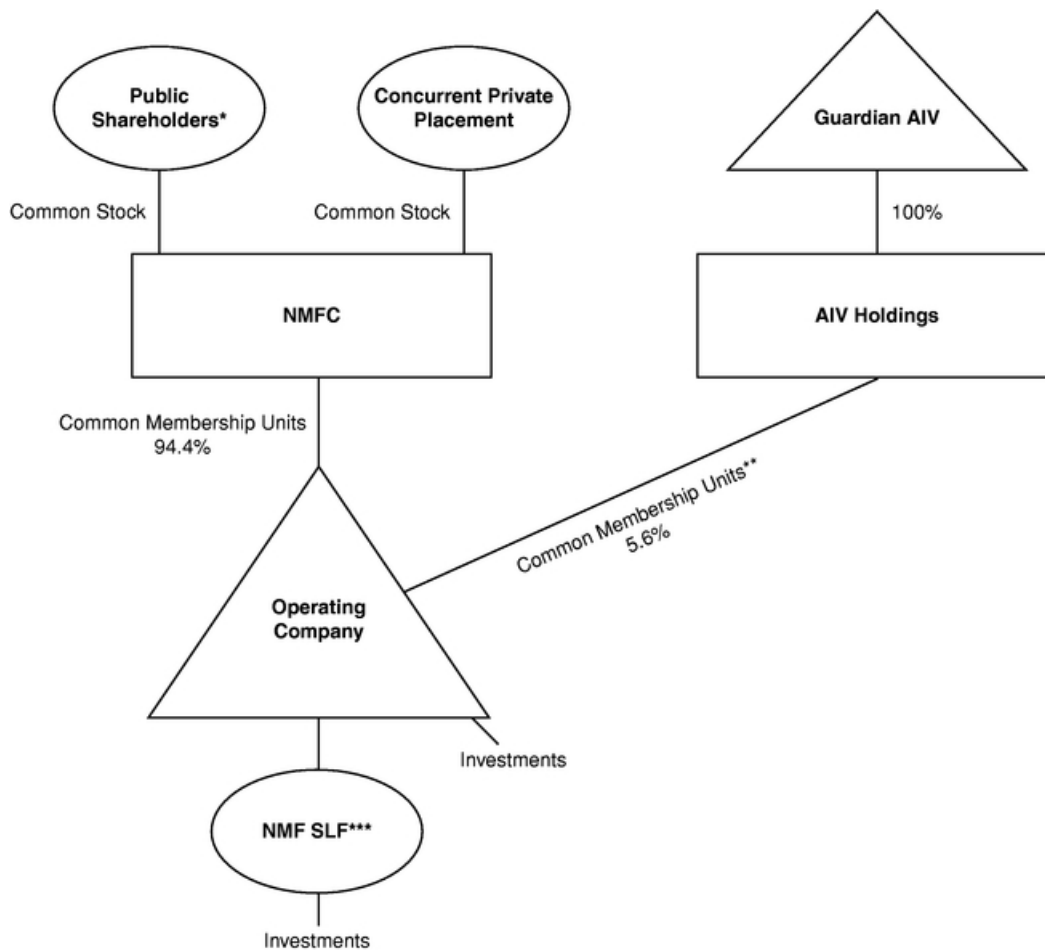 Public
Shareholders*
Concurrent Private
Placement
Guardian AIV
Common Stock
Common Stock
100%
NMFC
AIV Holdings
Common Membership Units
94.4%
Common Membership Units**
5.6%
Operating
Company
Investments
NMF SLF***
Investments